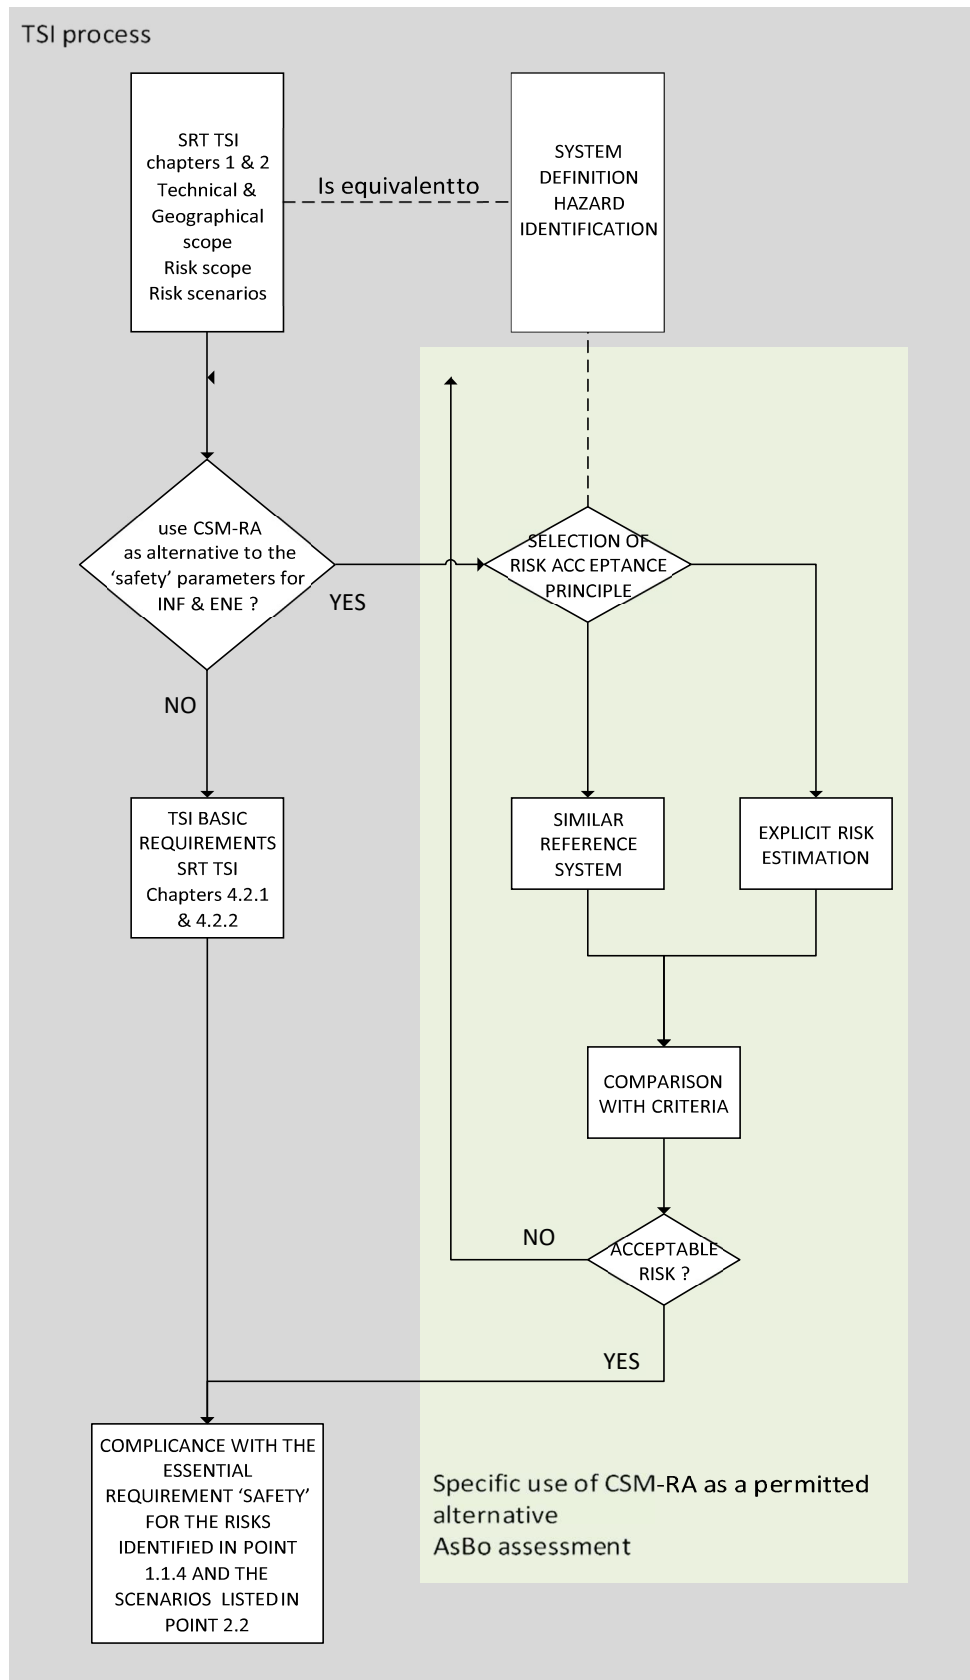 TSI process
SRT TSI
chapters 1 & 2
Technical &
Geographical
scope
Risk scope
Risk scenarios
Is equivalentto
SYSTEM
DEFINITION
HAZARD
IDENTIFICATION
use CSM-RA
as alternative to the
‘safety’ parameters for
INF & ENE ?
YES
NO
SELECTION OF
RISK ACC EPTANCE
PRINCIPLE
TSI BASIC
REQUIREMENTS
SRT TSI
Chapters 4.2.1
& 4.2.2
SIMILAR
REFERENCE
SYSTEM
EXPLICIT RISK
ESTIMATION
COMPARISON
WITH CRITERIA
NO
ACCEPTABLE
RISK ?
YES
COMPLICANCE WITH THE
ESSENTIAL
REQUIREMENT ‘SAFETY’
FOR THE RISKS
IDENTIFIED IN POINT
1.1.4 AND THE
SCENARIOS LISTED IN
POINT 2.2
Specific use of CSM-RA as a permitted
alternative
AsBo assessment